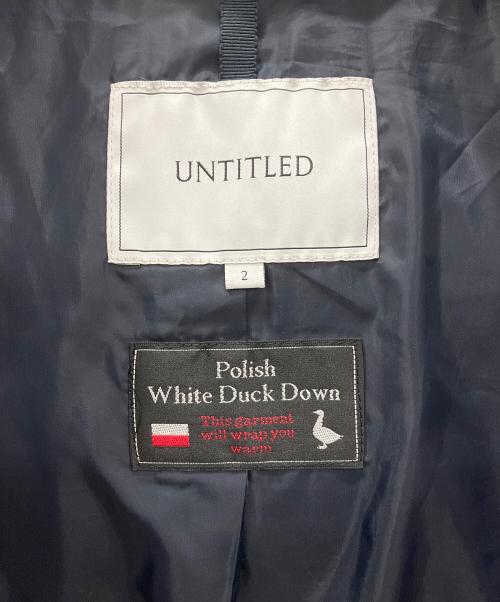 UNTITLED
2
Polish
White Duck Down
This garment
will wrap you
warm